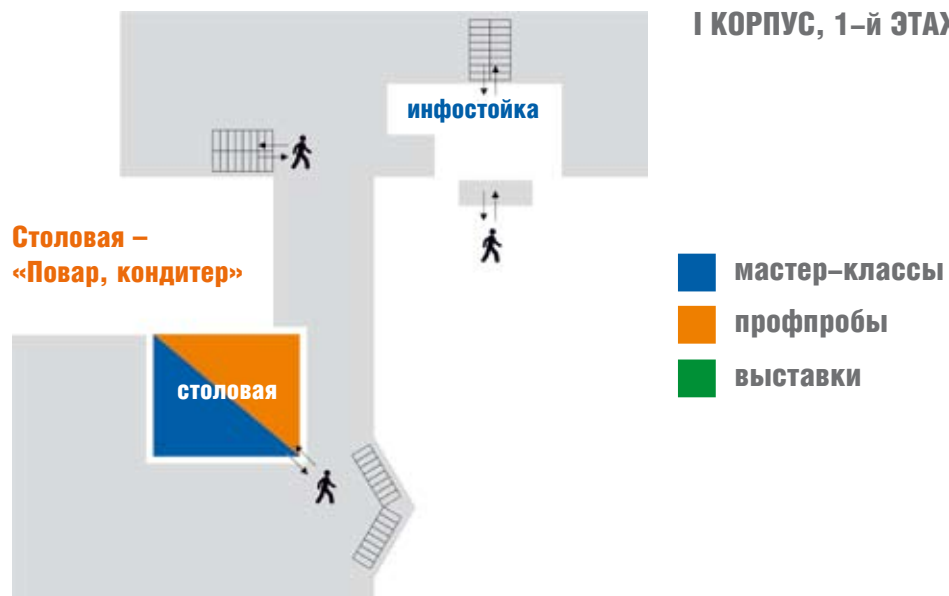 I КОРПУС, 1–й ЭТАЖ
инфостойка
Столовая –
«Повар, кондитер»
столовая
мастер–классы
профпробы
выставки